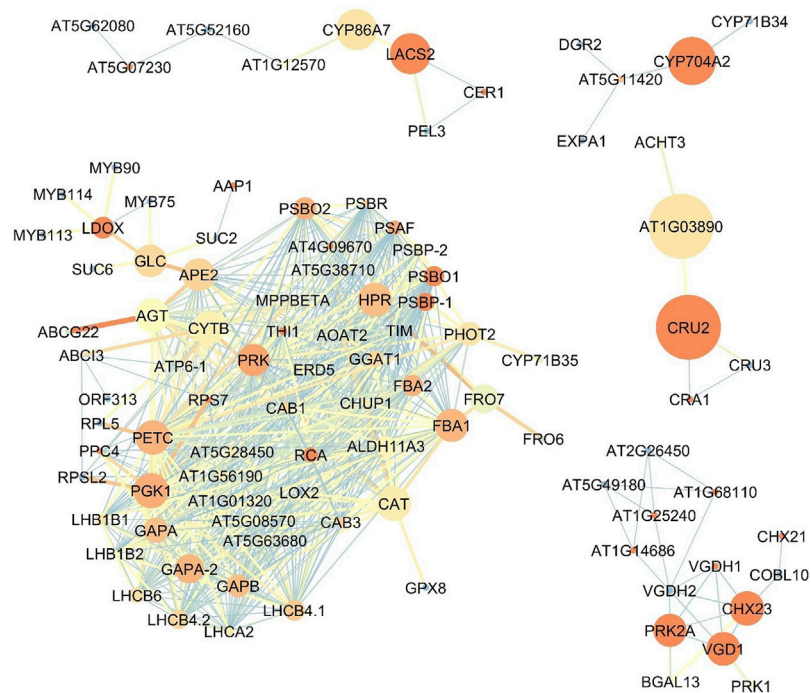 AT5G62080
AT5G52160
AT5G07230
AT1G12570
CYP86A7
LACS2
CER1
PEL3
CYP71B34
DGR2
CYP704A2
AT5G11420
EXPA1
ACHT3
AT1G03890
CRU2
CRU3
CRA1
MYB90
MYB114
MYB75
AAP1
LDOX
MYB113
SUC2
GLC
SUC6
APE2
PSBO2
PSBR
PSAF
AT4G09670
PSBP-2
AT5G38710
PSBO1
MPPBETA
HPR
PSBP-1
AGT
CYTB
ABCG22
THI1
AOAT2
TIM
PHOT2
ABCI3
PRK
GGAT1
CYP71B35
ATP6-1
ERD5
FBA2
FRO7
ORF313
RPS7
CAB1
CHUP1
RPL5
PETC
FBA1
FRO6
PPC4
AT5G28450
RCA
ALDH11A3
RPSL2
PGK1
AT1G56190
LOX2
AT1G01320
CAT
LHB1B1
GAPA
AT5G08570
CAB3
AT5G63680
LHB1B2
GAPA-2
GAPB
GPX8
LHCB6
LHCB4.1
LHCB4.2
LHCA2
AT2G26450
AT5G49180
AT1G68110
AT1G25240
CHX21
AT1G14686
VGDH1
COBL10
VGDH2
CHX23
PRK2A
VGD1
BGAL13
PRK1